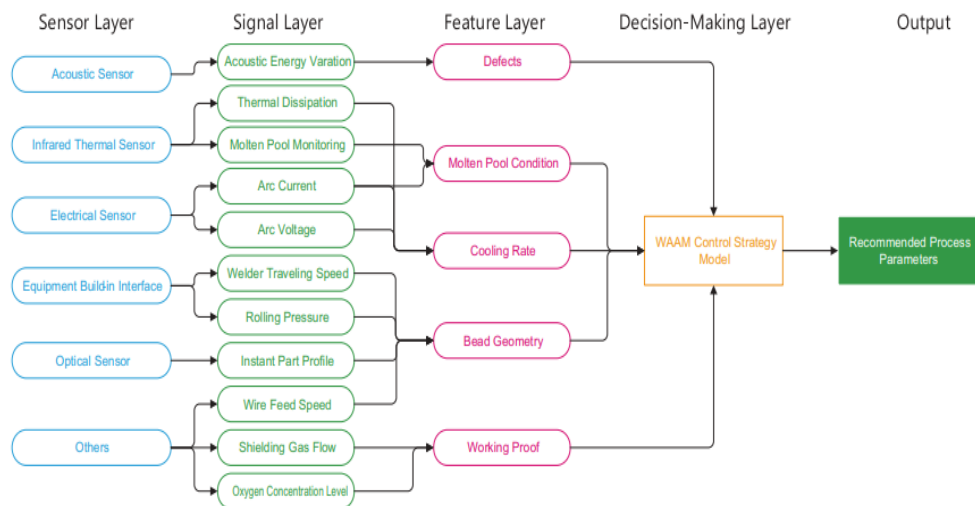 Sensor Layer
Signal Layer
Feature Layer
Decision-Making Layer
Output
Acoustic Sensor
Infrared Thermal Sensor
Electrical Sensor
Equipment Build-in Interface
Optical Sensor
Others
Acoustic Energy Varation
Thermal Dissipation
Molten Pool Monitoring
Arc Current
Arc Voltage
Welder Traveling Speed
Rolling Pressure
Instant Part Profile
Wire Feed Speed
Shielding Gas Flow
Oxygen Concentration Level
Defects
Molten Pool Condition
Cooling Rate
Bead Geometry
Working Proof
WAAM Control Strategy
Model
Recommended Process
Parameters